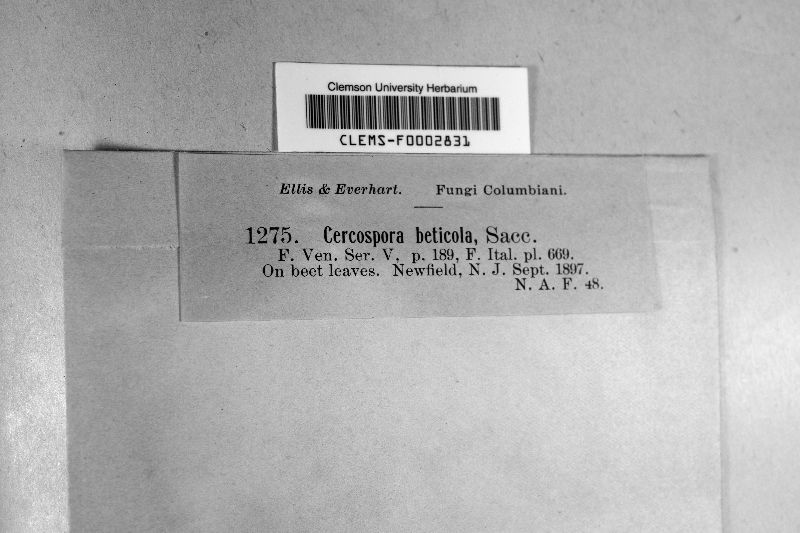 Clemson University Herbarium
CLEMS-F0002831
Ellis & Everhart. Fungi Columbiani.
1275. Cercospora beticola, Sacc.
F. Ven. Ser. V, p. 189, F. Ital. pl. 669.
On beet leaves. Newfield, N. J. Sept. 1897.
N. A. F. 48.